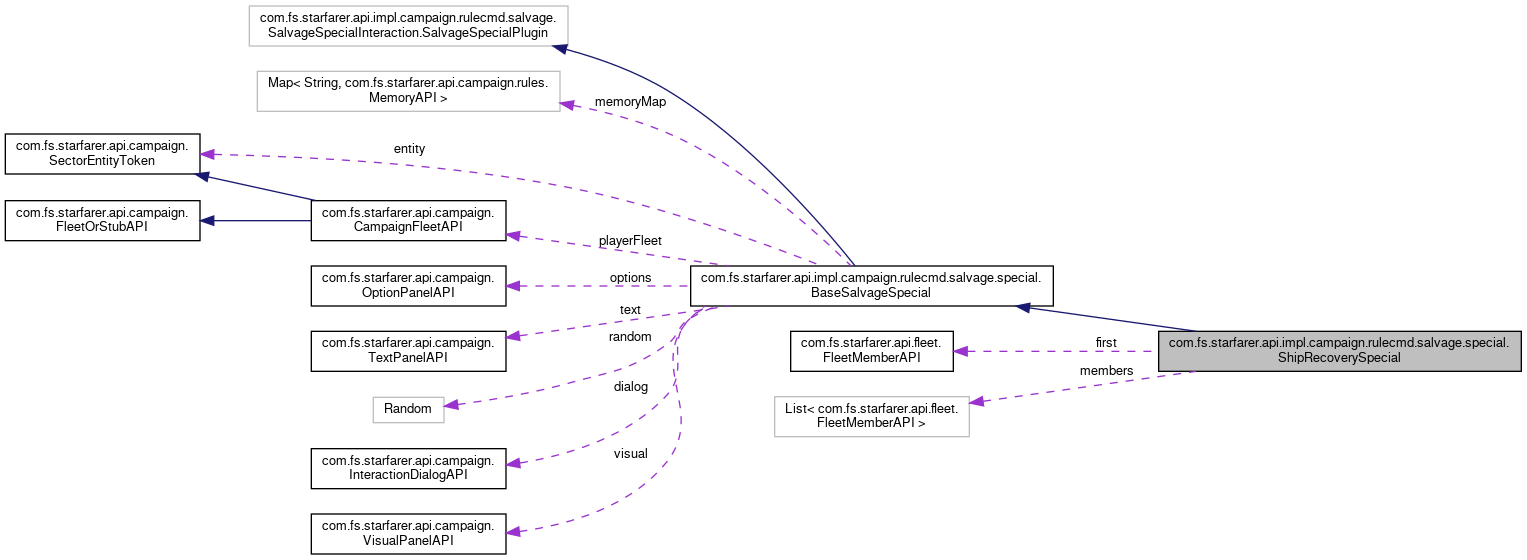 com.fs.starfarer.api.impl.campaign.rulecmd.salvage.
SalvageSpecialInteraction.SalvageSpecialPlugin
Map< String, com.fs.starfarer.api.campaign.rules.
MemoryAPI >
memoryMap
com.fs.starfarer.api.campaign.
SectorEntityToken
entity
com.fs.starfarer.api.campaign.
FleetOrStubAPI
com.fs.starfarer.api.campaign.
CampaignFleetAPI
playerFleet
com.fs.starfarer.api.campaign.
OptionPanelAPI
options
com.fs.starfarer.api.impl.campaign.rulecmd.salvage.special.
BaseSalvageSpecial
com.fs.starfarer.api.campaign.
TextPanelAPI
text
random
com.fs.starfarer.api.fleet.
FleetMemberAPI
first
com.fs.starfarer.api.impl.campaign.rulecmd.salvage.special.
ShipRecoverySpecial
members
Random
dialog
List< com.fs.starfarer.api.fleet.
FleetMemberAPI >
com.fs.starfarer.api.campaign.
InteractionDialogAPI
visual
com.fs.starfarer.api.campaign.
VisualPanelAPI